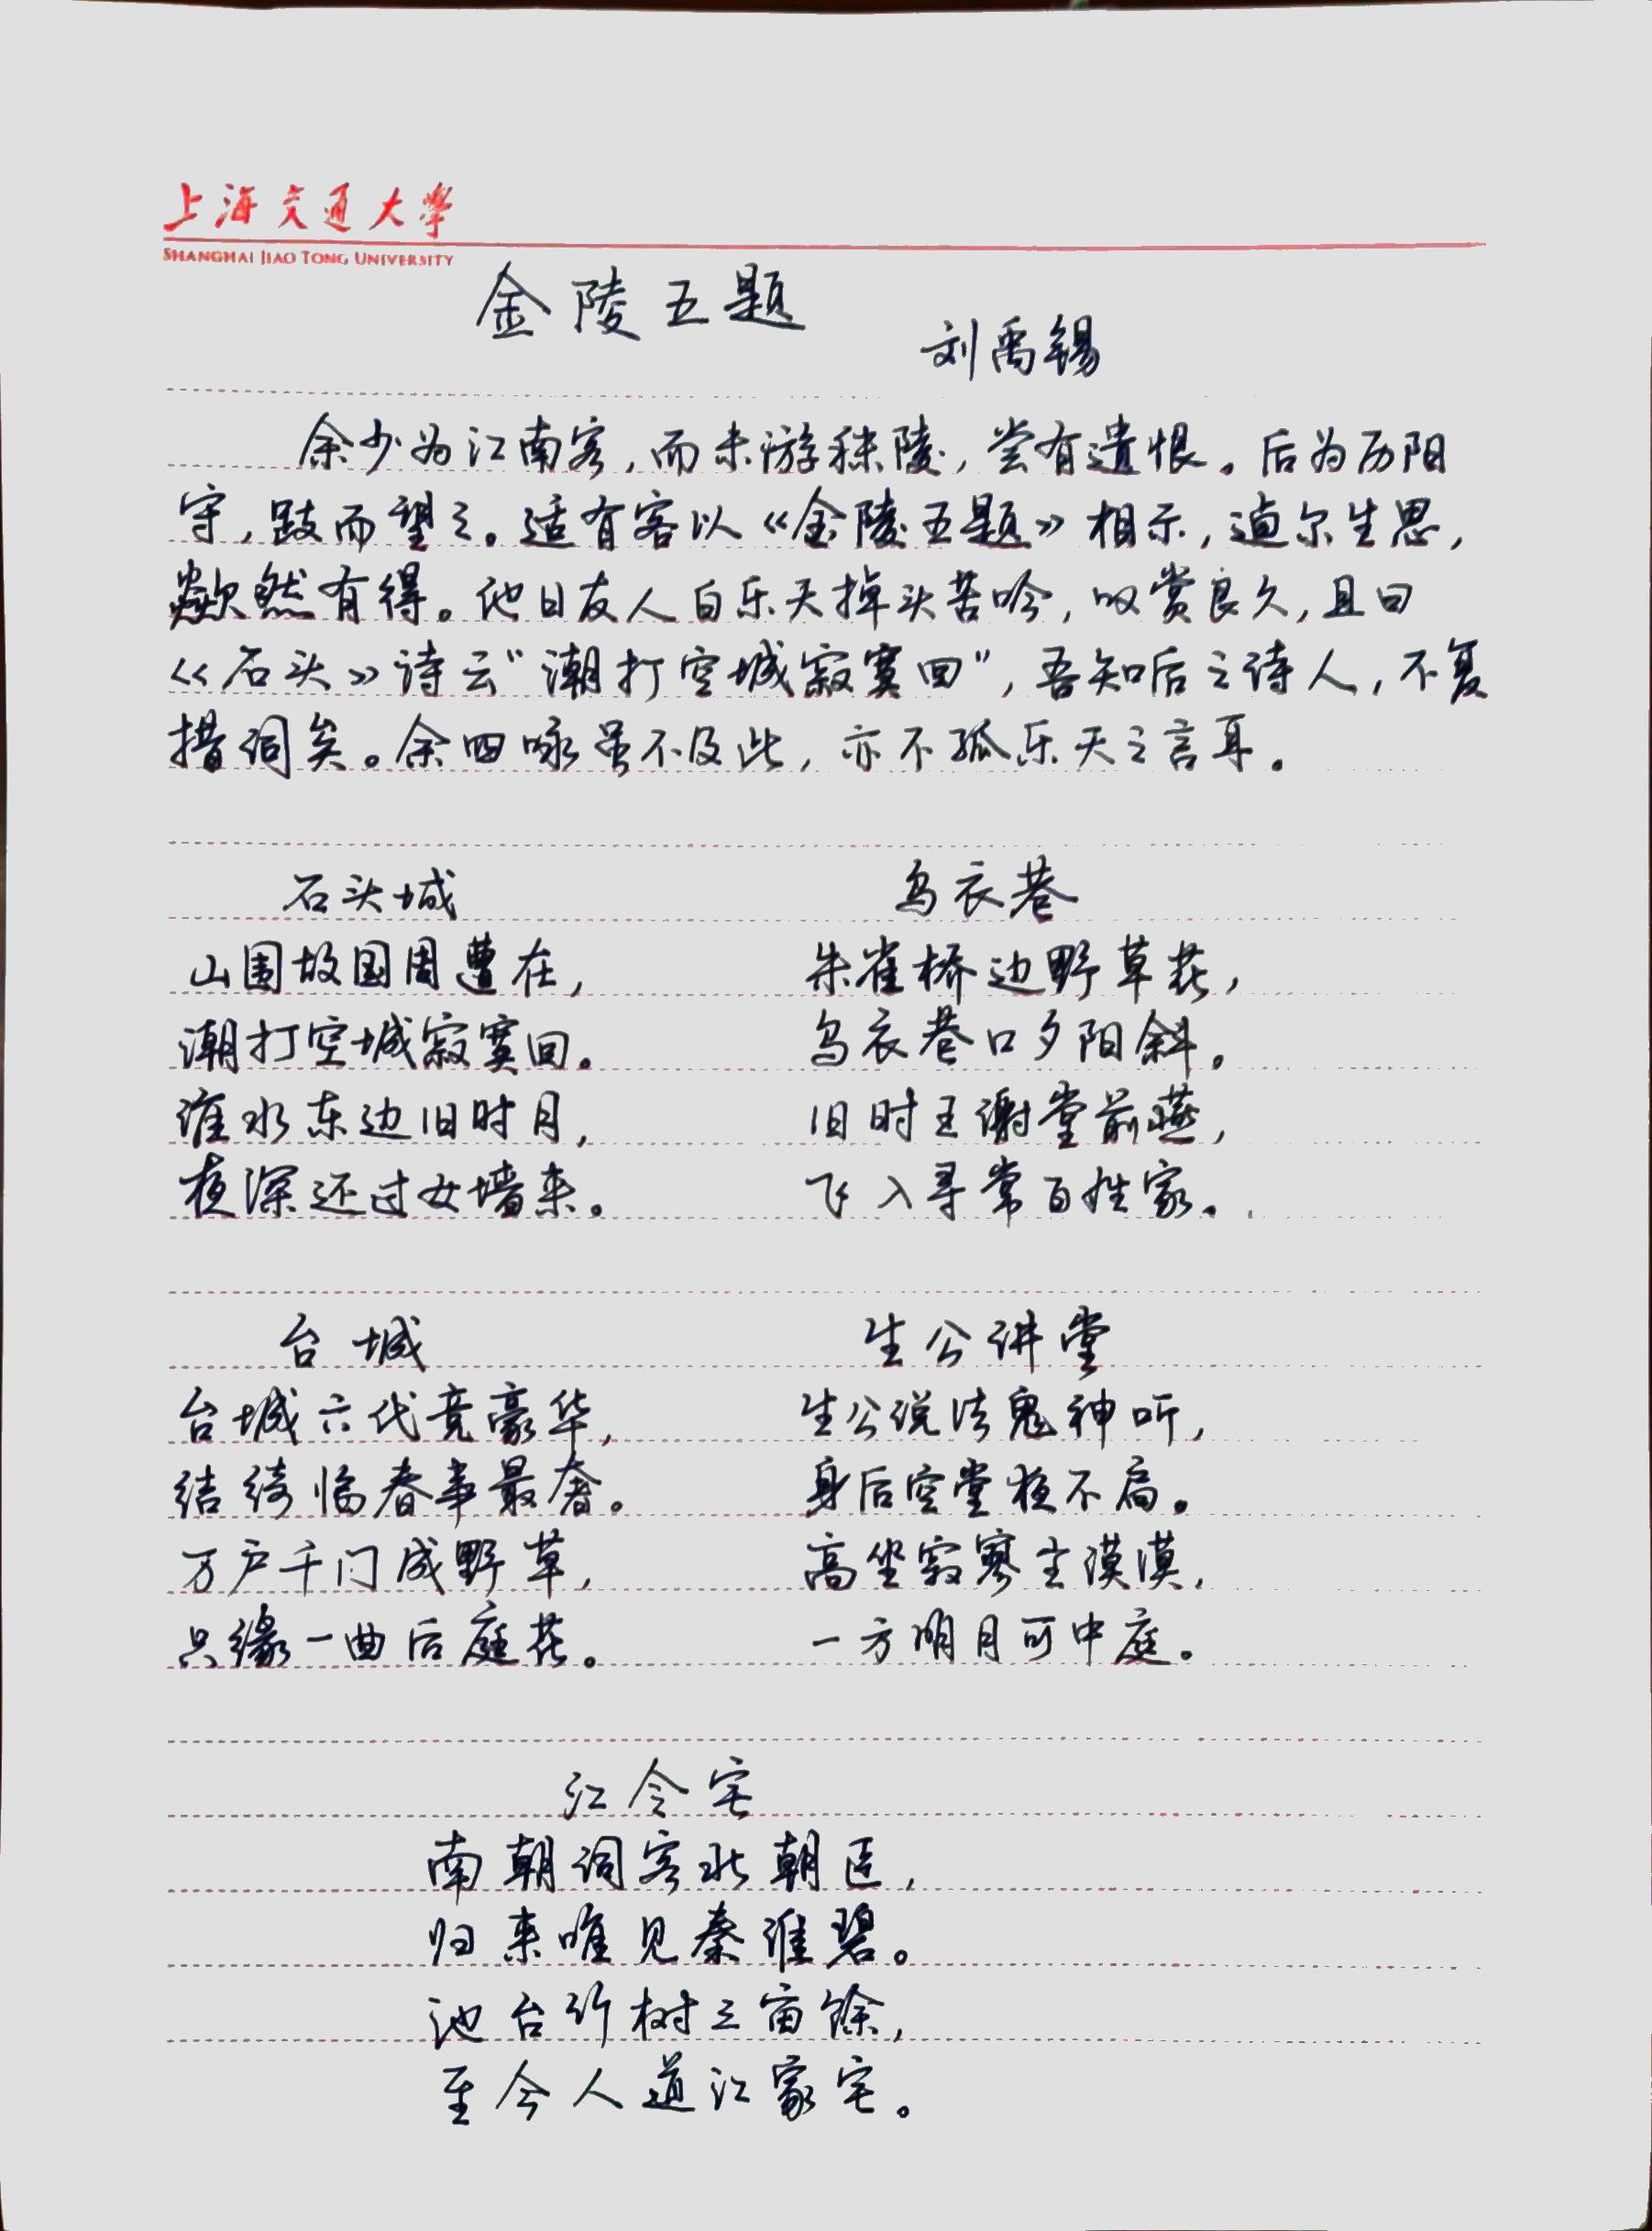 上海交通大學
SHANGHAI JIAO TONG UNIVERSITY
金陵五题
刘禹锡
余少为江南客，而未游秣陵，尝有遗恨。后为历阳
守，跂而望之。适有客以《金陵五题》相示，逌尔生思，
歘然有得。他日友人白乐天掉头苦吟，叹赏良久，且曰
《石头》诗云“潮打空城寂寞回”，吾知后之诗人，不复
措词矣。余四咏虽不及此，亦不孤乐天之言耳。
石头城
山围故国周遭在，
潮打空城寂寞回。
淮水东边旧时月，
夜深还过女墙来。
乌衣巷
朱雀桥边野草花，
乌衣巷口夕阳斜。
旧时王谢堂前燕，
飞入寻常百姓家。
台城
台城六代竞豪华，
结绮临春事最奢。
万户千门成野草，
只缘一曲后庭花。
生公讲堂
生公说法鬼神听，
身后空堂夜不扃。
高坐寂寥尘漠漠，
一方明月可中庭。
江令宅
南朝词客北朝臣，
归来唯见秦淮碧。
池台竹树三亩馀，
至今人道江家宅。